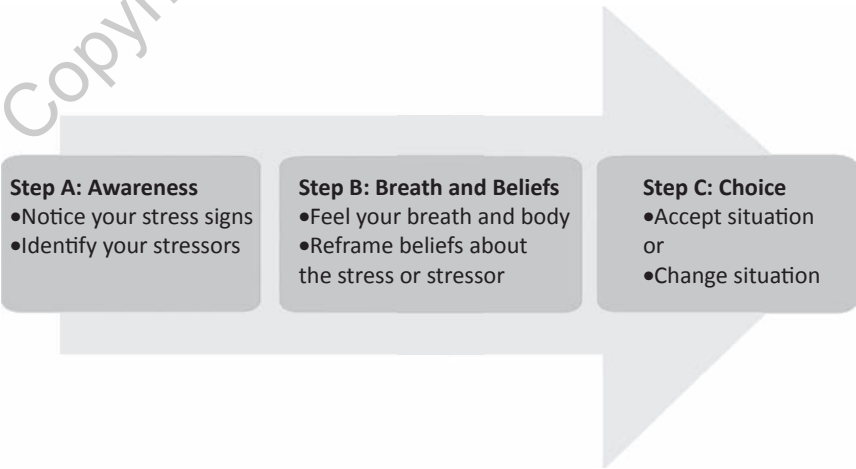 Step A: Awareness
•Notice your stress signs
•Identify your stressors
Step B: Breath and Beliefs
•Feel your breath and body
•Reframe beliefs about
the stress or stressor
Step C: Choice
•Accept situation
or
•Change situation